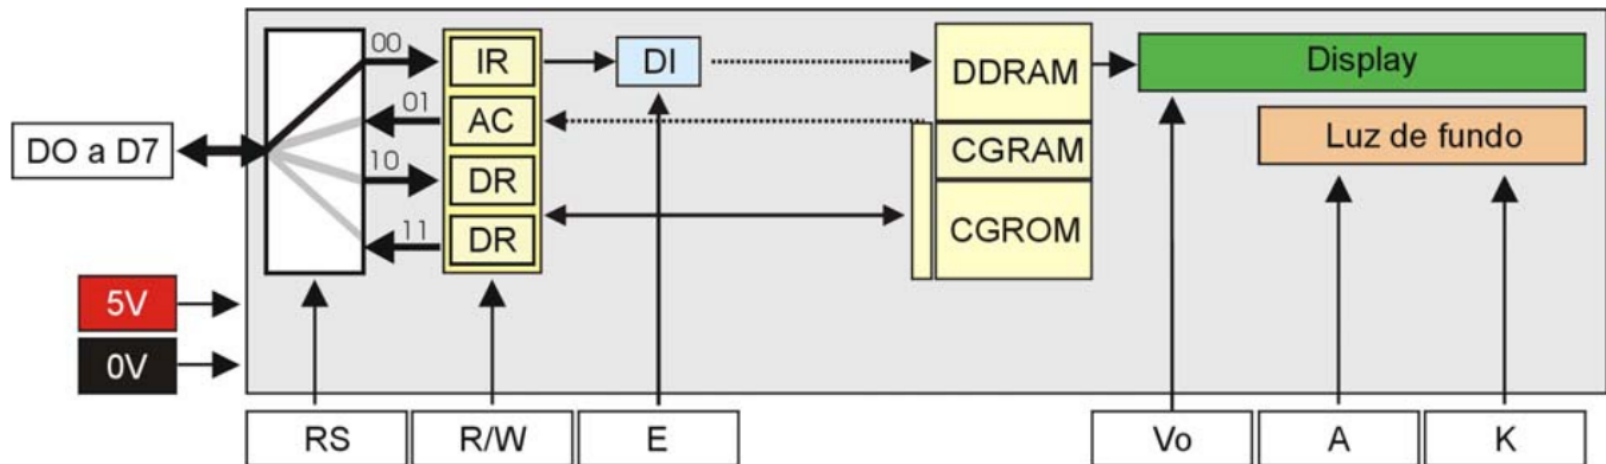 00
IR
DI
DDRAM
Display
01
AC
DO a D7
CGRAM
Luz de fundo
10
DR
CGROM
11
DR
5V
0V
RS
R/W
E
Vo
A
K